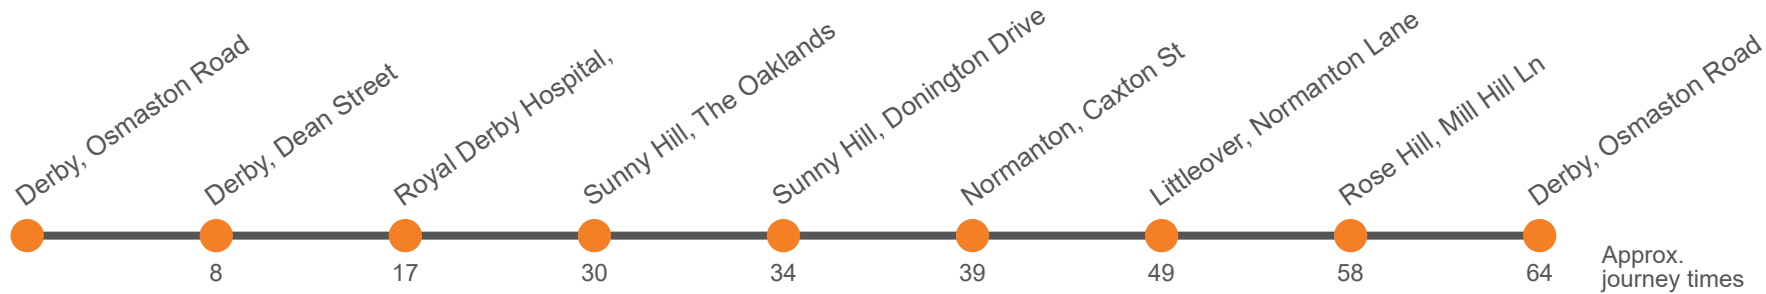 Derby, Osmaston Road
Derby, Dean Street
Royal Derby Hospital,
Sunny Hill, The Oaklands
Sunny Hill, Donington Drive
Normanton, Caxton St
Littleover, Normanton Lane
Rose Hill, Mill Hill Ln
Derby, Osmaston Road
8
17
30
34
39
49
58
64
Approx.
journey times